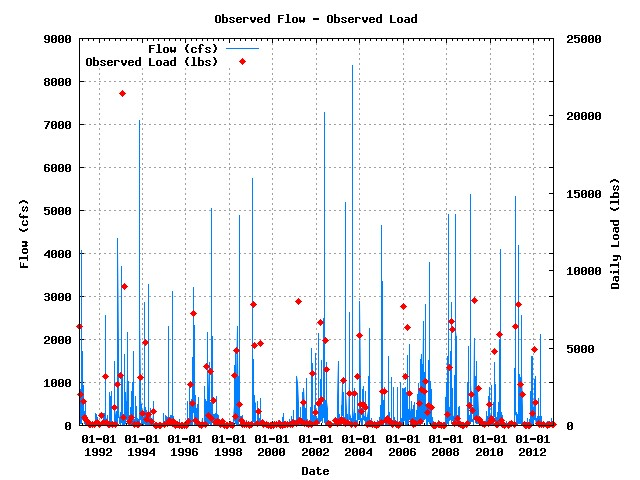 Observed Flow - Observed Load
9000 25000
Flow (cfs)
Observed Load (lbs)
8000
7000 20000
6000
15000
5000
Flow (cfs)
Daily Load (lbs)
4000
10000
3000
2000
5000
1000
0 0
01-01 01-01 01-01 01-01 01-01 01-01 01-01 01-01 01-01 01-01 01-01
1992 1994 1996 1998 2000 2002 2004 2006 2008 2010 2012
Date